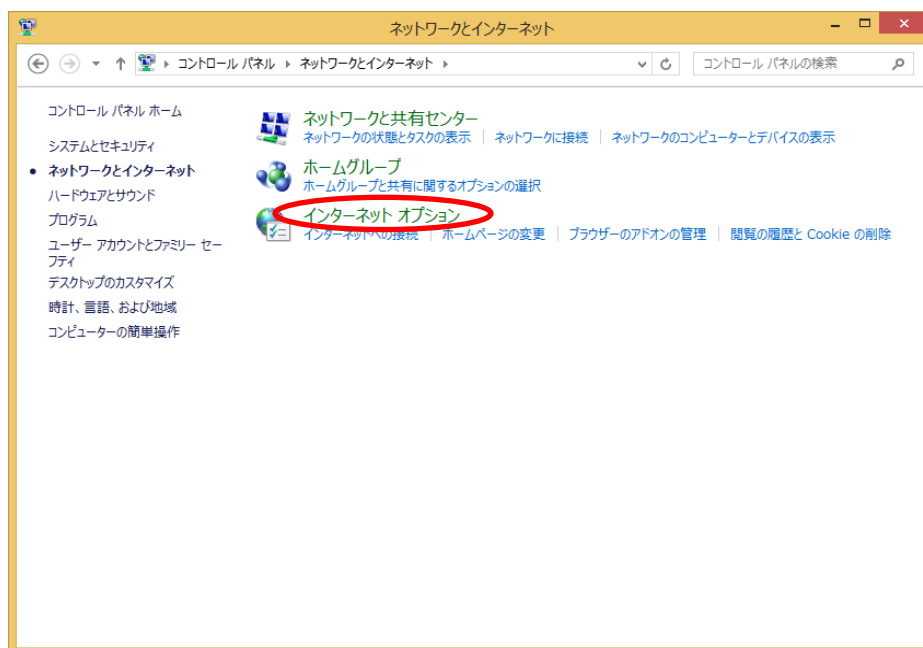 ネットワークとインターネット
コントロール パネル ネットワークとインターネット
コントロール パネルの検索
コントロール パネル ホーム
システムとセキュリティ
ネットワークとインターネット
ハードウェアとサウンド
プログラム
ユーザー アカウントとファミリー セー
フティ
デスクトップのカスタマイズ
時計、言語、および地域
コンピューターの簡単操作
ネットワークと共有センター
ネットワークの状態とタスクの表示 ネットワークに接続 ネットワークのコンピューターとデバイスの表示
ホームグループ
ホームグループと共有に関するオプションの選択
インターネット オプション
インターネットへの接続 ホームページの変更 ブラウザーのアドオンの管理 閲覧の履歴と Cookie の削除